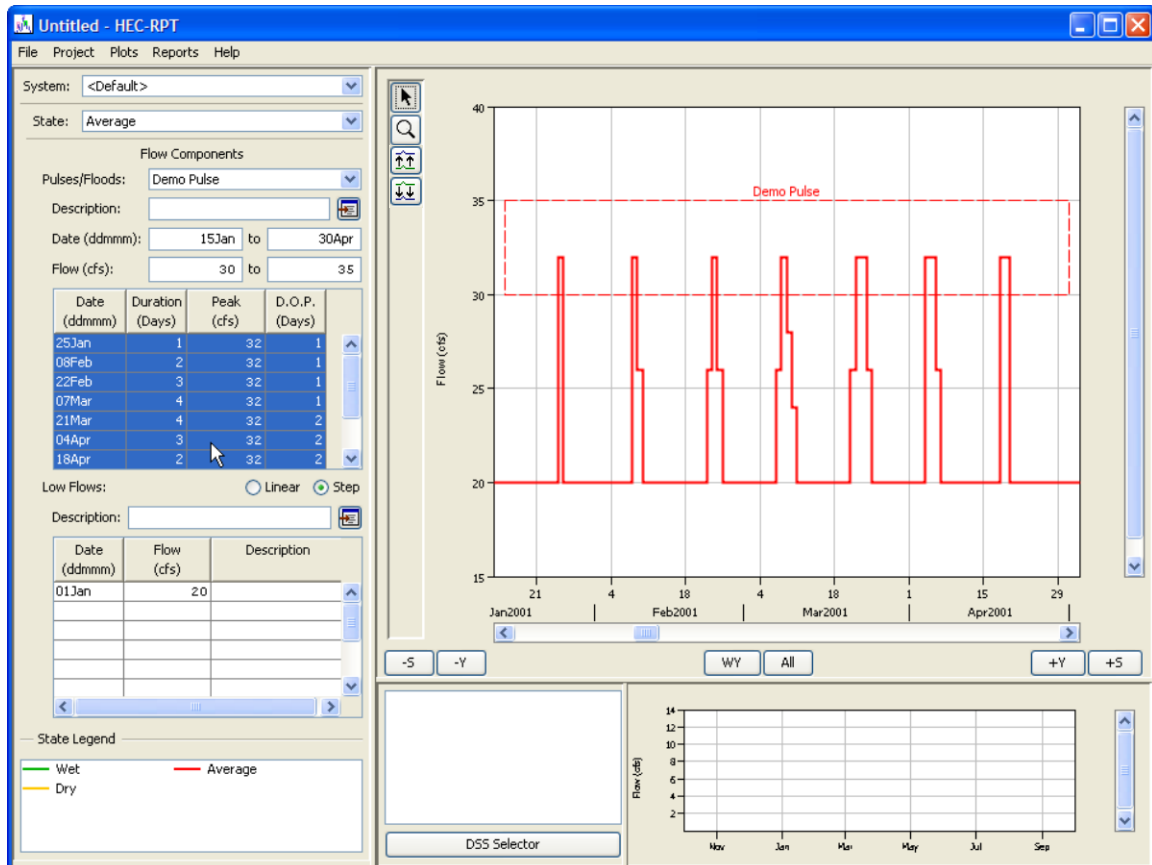 Untitled - HEC-RPT
File Project Plots Reports Help
System: <Default>
State: Average
Flow Components
Pulses/Floods: Demo Pulse
Description:
Date (ddmmm): 15Jan to 30Apr
Flow (cfs): 30 to 35
Date (ddmmm) Duration (Days) Peak (cfs) D.O.P. (Days)
25Jan 1 32 1
08Feb 2 32 1
22Feb 3 32 1
07Mar 4 32 1
21Mar 4 32 2
04Apr 3 32 2
18Apr 2 32 2
Low Flows: Linear Step
Description:
Date (ddmmm) Flow (cfs) Description
01Jan 20
State Legend
Wet Average
Dry
40
35
30
25
20
15
Flow (cfs)
Demo Pulse
21 4 18 4 18 1 15 29
Jan2001 Feb2001 Mar2001 Apr2001
-S -Y WY All +Y +S
DSS Selector
14
12
10
8
6
4
2
Flow (cfs)
Nov Jan Mar May Jul Sep